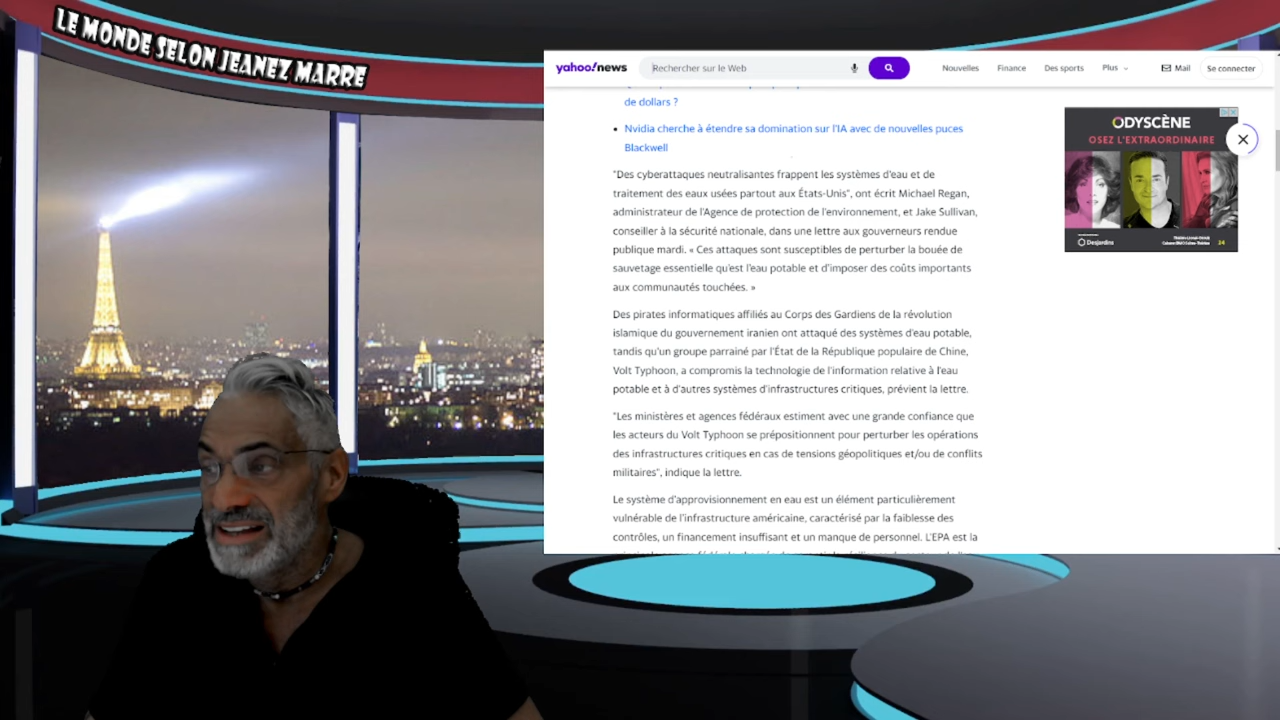 LE MONDE SELON JEANEZ MARRE
yahoo!news
Rechercher sur le Web
Nouvelles
Finance
Des sports
Plus
Mail
Se connecter
de dollars ?
Nvidia cherche à étendre sa domination sur l'IA avec de nouvelles puces
Blackwell
"Des cyberattaques neutralisantes frappent les systèmes d'eau et de
traitement des eaux usées partout aux États-Unis", ont écrit Michael Regan,
administrateur de l'Agence de protection de l'environnement, et Jake Sullivan,
conseiller à la sécurité nationale, dans une lettre aux gouverneurs rendue
publique mardi. « Ces attaques sont susceptibles de perturber la bouée de
sauvetage essentielle qu'est l'eau potable et d'imposer des coûts importants
aux communautés touchées. »
Des pirates informatiques affiliés au Corps des Gardiens de la révolution
islamique du gouvernement iranien ont attaqué des systèmes d'eau potable,
tandis qu'un groupe parrainé par l'État de la République populaire de Chine,
Volt Typhoon, a compromis la technologie de l'information relative à l'eau
potable et à d'autres systèmes d'infrastructures critiques, prévient la lettre.
"Les ministères et agences fédéraux estiment avec une grande confiance que
les acteurs du Volt Typhoon se prépositionnent pour perturber les opérations
des infrastructures critiques en cas de tensions géopolitiques et/ou de conflits
militaires", indique la lettre.
Le système d'approvisionnement en eau est un élément particulièrement
vulnérable de l'infrastructure américaine, caractérisé par la faiblesse des
contrôles, un financement insuffisant et un manque de personnel. L'EPA est la
ODYSCÈNE
OSEZ L'EXTRAORDINAIRE
Desjardins